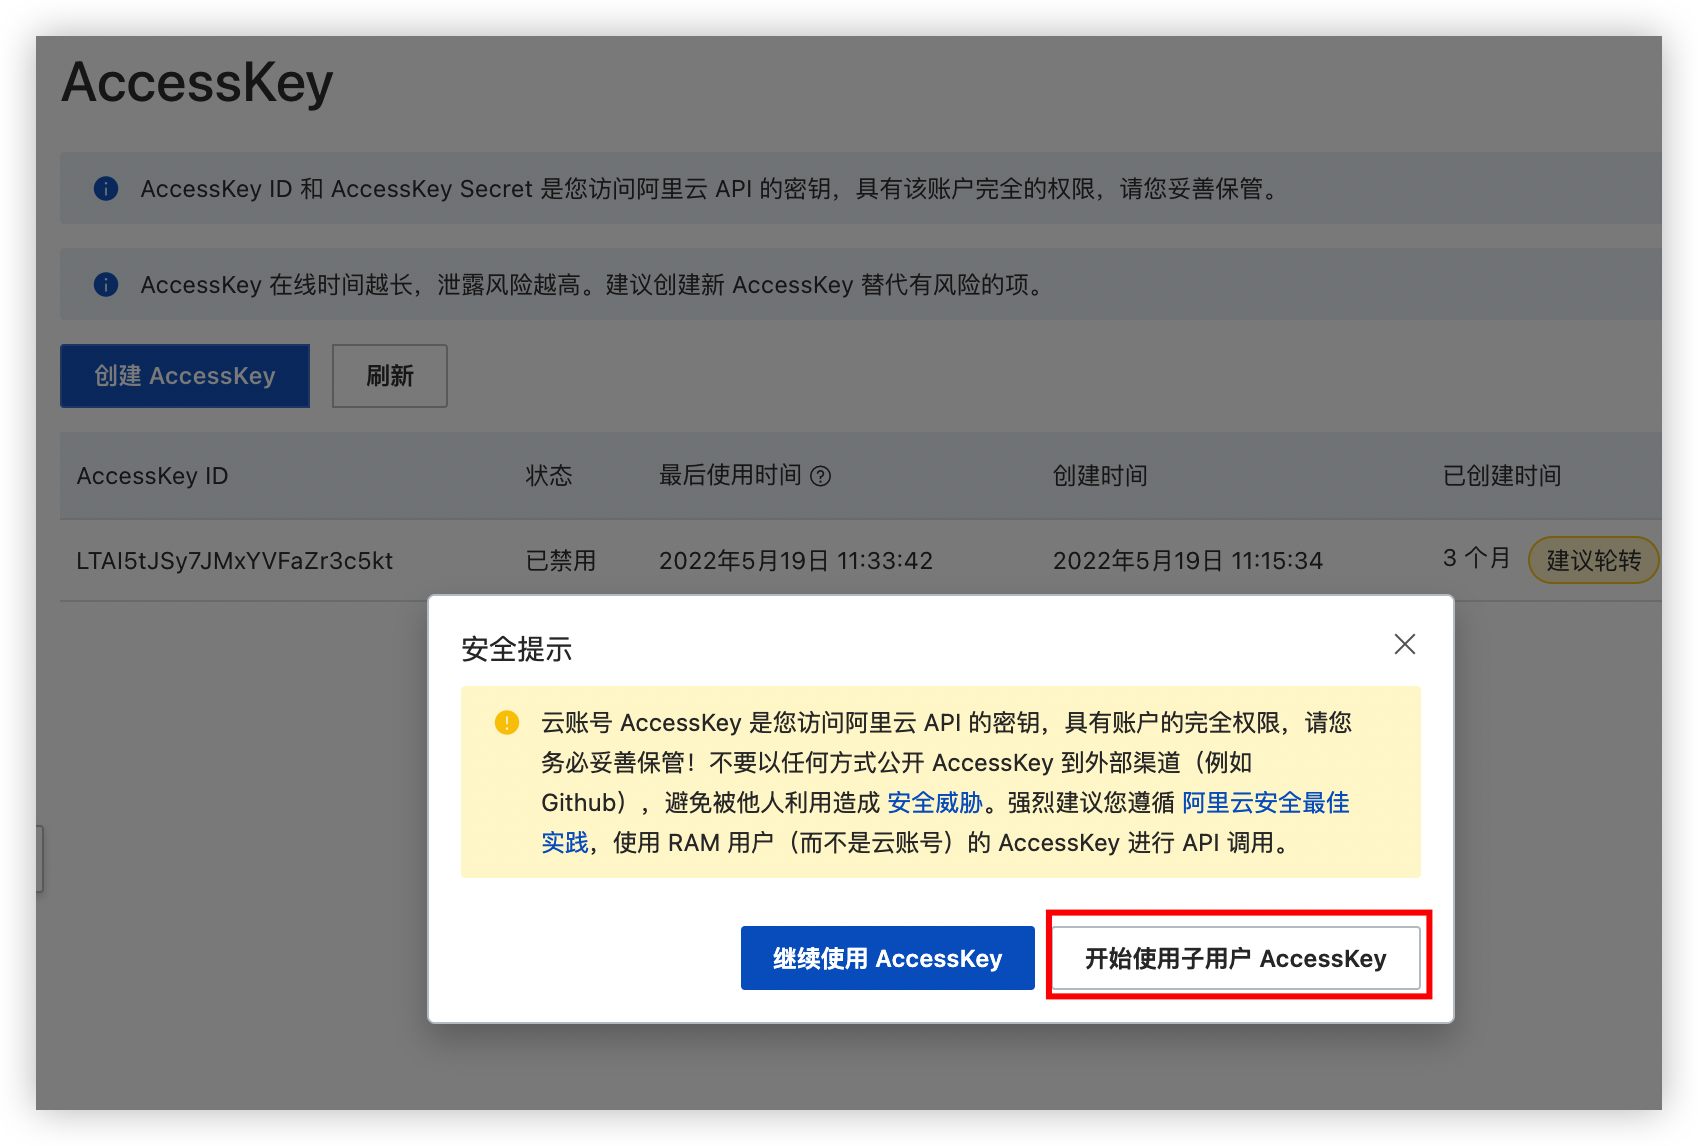 AccessKey
AccessKey ID 和 AccessKey Secret 是您访问阿里云 API 的密钥，具有该账户完全的权限，请您妥善保管。
AccessKey 在线时间越长，泄露风险越高。建议创建新 AccessKey 替代有风险的项。
创建 AccessKey 刷新
AccessKey ID 状态 最后使用时间 创建时间 已创建时间
LTAI5tJSy7JMxYVFaZr3c5kt 已禁用 2022年5月19日 11:33:42 2022年5月19日 11:15:34 3 个月 建议轮转
安全提示
云账号 AccessKey 是您访问阿里云 API 的密钥，具有账户的完全权限，请您
务必妥善保管！不要以任何方式公开 AccessKey 到外部渠道（例如
Github），避免被他人利用造成 安全威胁。强烈建议您遵循 阿里云安全最佳
实践，使用 RAM 用户（而不是云账号）的 AccessKey 进行 API 调用。
继续使用 AccessKey 开始使用子用户 AccessKey